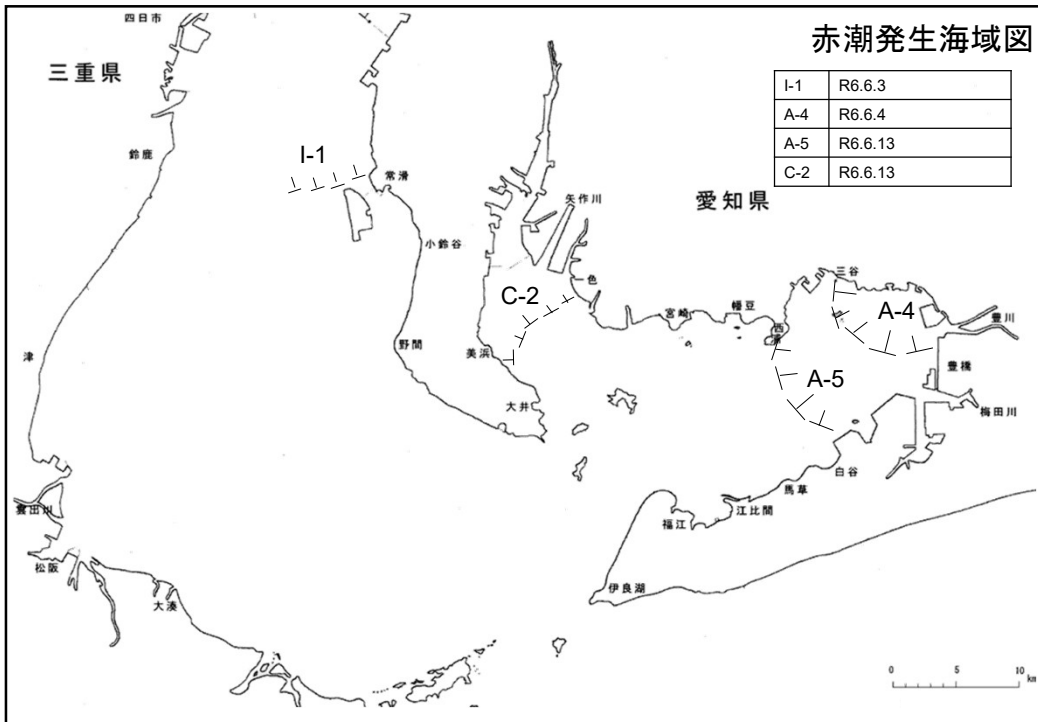 赤潮発生海域図
I-1 R6.6.3
A-4 R6.6.4
A-5 R6.6.13
C-2 R6.6.13
四日市
三重県
鈴鹿
I-1
常滑
矢作川
愛知県
小鈴谷
一色
C-2
三谷
A-4
豊川
宮崎
幡豆
西浦
野間
美浜
豊橋
津
A-5
大井
梅田川
白谷
馬草
雲出川
江比間
福江
松阪
伊良湖
大湊
0 5 10
km